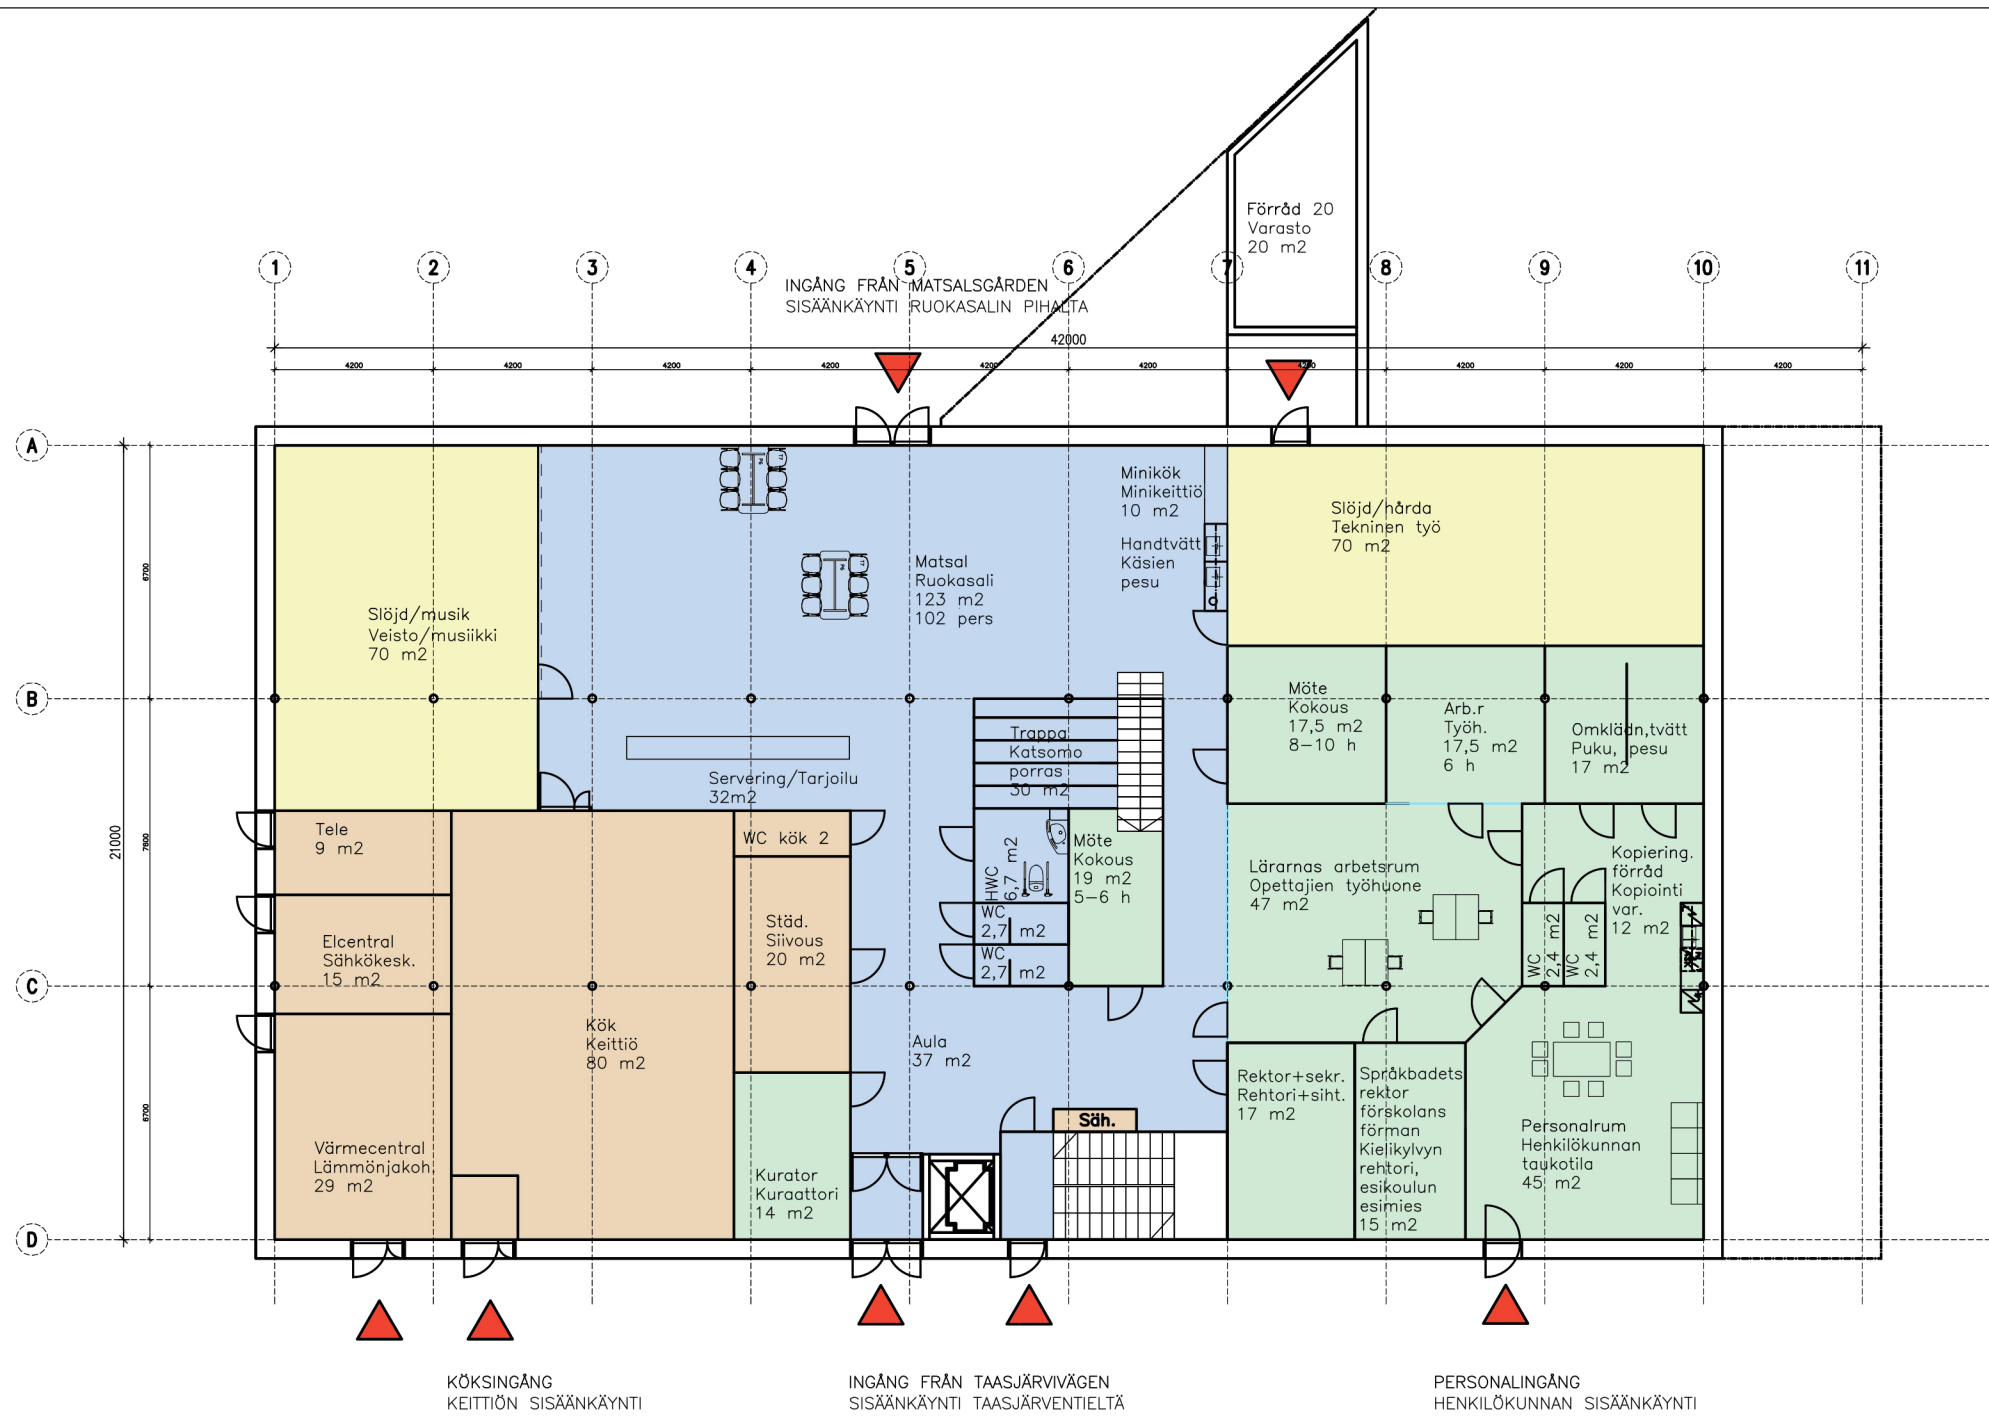 Förråd 20
Varasto
20 m2
1
2
3
4
5
6
7
8
9
10
11
INGÅNG FRÅN MATSALSGÅRDEN
SISÄÄNKÄYNTI RUOKASALIN PIHALTA
42000
4200
4200
4200
4200
4200
4200
4200
4200
4200
4200
A
B
C
D
21000
6700
7800
6700
Slöjd/musik
Veisto/musiikki
70 m2
Matsal
Ruokasali
123 m2
102 pers
Minikök
Minikeittiö
10 m2
Handtvätt
Käsien
pesu
Slöjd/hårda
Tekninen työ
70 m2
Möte
Kokous
17,5 m2
8-10 h
Arb.r
Työh.
17,5 m2
6 h
Omklädn,tvätt
Puku, pesu
17 m2
Trappa
Katsomo
porras
30 m2
Servering/Tarjoilu
32m2
Tele
9 m2
WC kök 2
HWC
6,7 m2
Möte
Kokous
19 m2
5-6 h
WC
2,7 m2
WC
2,7 m2
Lärarnas arbetsrum
Opettajien työhuone
47 m2
Kopiering.
förråd
Kopiointi
var.
12 m2
WC
2,4 m2
WC
2,4 m2
Elcentral
Sähkökesk.
15 m2
Städ.
Siivous
20 m2
Kök
Keittiö
80 m2
Aula
37 m2
Säh.
Rektor+sekr.
Rehtori+siht.
17 m2
Språkbadets
rektor
förskolans
förman
Kielikylvyn
rehtori,
esikoulun
esimies
15 m2
Personalrum
Henkilökunnan
taukotila
45 m2
Värmecentral
Lämmönjakoh.
29 m2
Kurator
Kuraattori
14 m2
KÖKSINGÅNG
KEITTIÖN SISÄÄNKÄYNTI
INGÅNG FRÅN TAASJÄRVIVÄGEN
SISÄÄNKÄYNTI TAASJÄRVENTIELTÄ
PERSONALINGÅNG
HENKILÖKUNNAN SISÄÄNKÄYNTI